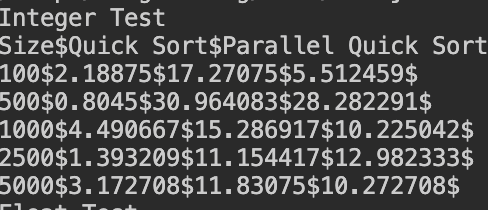 Integer Test
Size$Quick Sort$Parallel Quick Sort
100$2.18875$17.27075$5.512459$
500$0.8045$30.964083$28.282291$
1000$4.490667$15.286917$10.225042$
2500$1.393209$11.154417$12.982333$
5000$3.172708$11.83075$10.272708$
Float Test